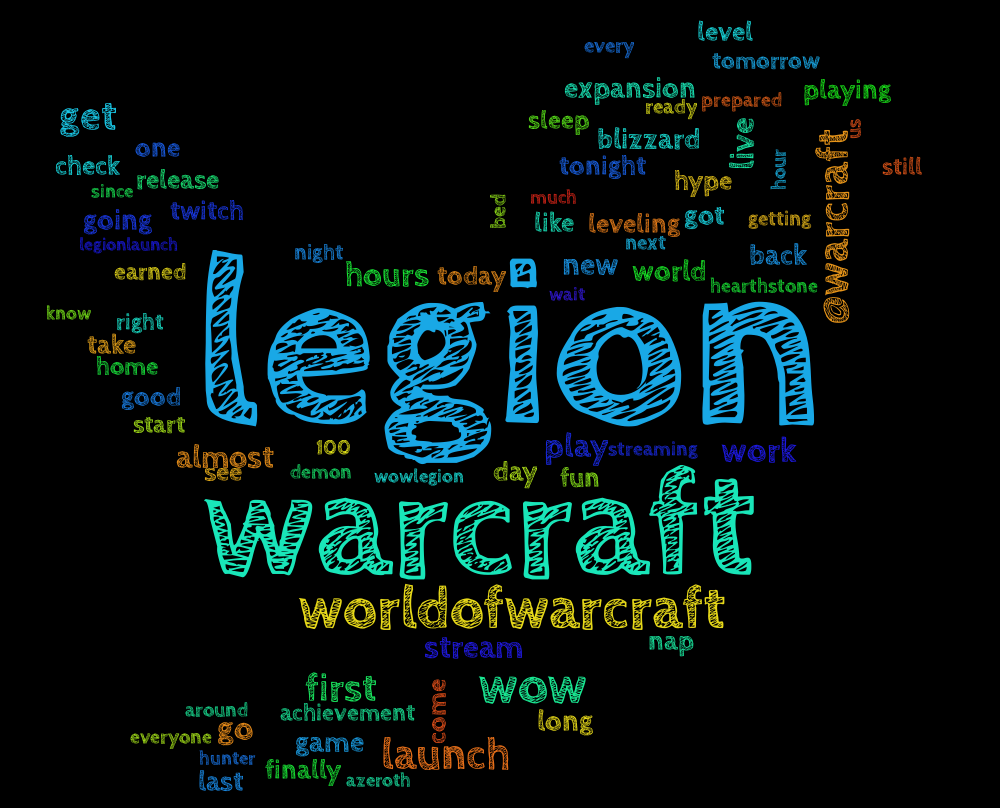 level
every
tomorrow
expansion
playing
ready
prepared
get
sleep
us
blizzard
live
@warcraft
one
check
tonight
still
hour
release
hype
since
much
bed
twitch
going
like
leveling
got
getting
legionlaunch
next
night
back
new
world
earned
hours
today
hearthstone
wait
legion
know
right
take
home
good
start
100
play
streaming
work
almost
see
demon
wowlegion
day
fun
warcraft
worldofwarcraft
stream
nap
first
wow
come
around
achievement
long
go
everyone
game
launch
hunter
finally
last
azeroth